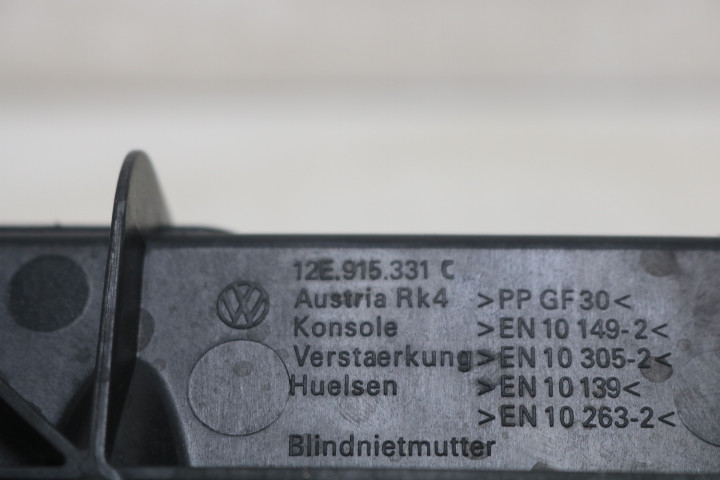 12E.915.331 C
Austria Rk4 >PP GF30<
Konsole >EN 10 149-2<
Verstaerkung >EN 10 305-2<
Huelsen >EN 10 139<
>EN 10 263-2<
Blindnietmutter